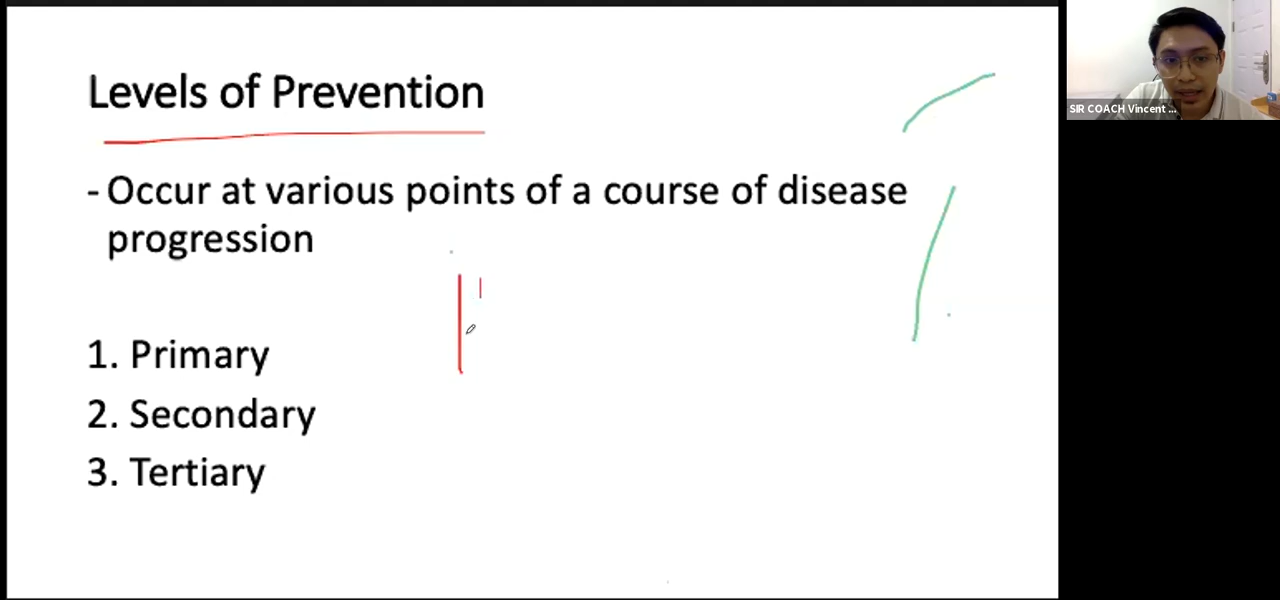 Levels of Prevention
- Occur at various points of a course of disease
progression
1. Primary
2. Secondary
3. Tertiary
SIR COACH Vincent ...